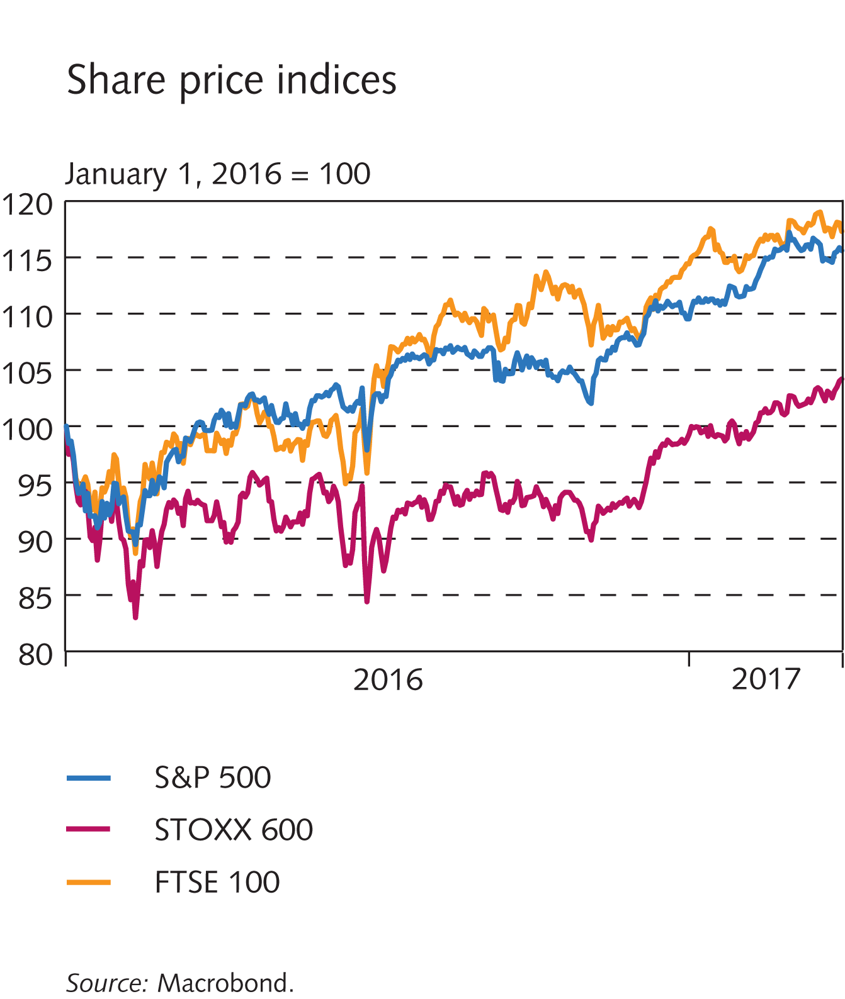 Share price indices
January 1, 2016 = 100
120
115
110
105
100
95
90
85
80
2016 2017
S&P 500
STOXX 600
FTSE 100
Source: Macrobond.